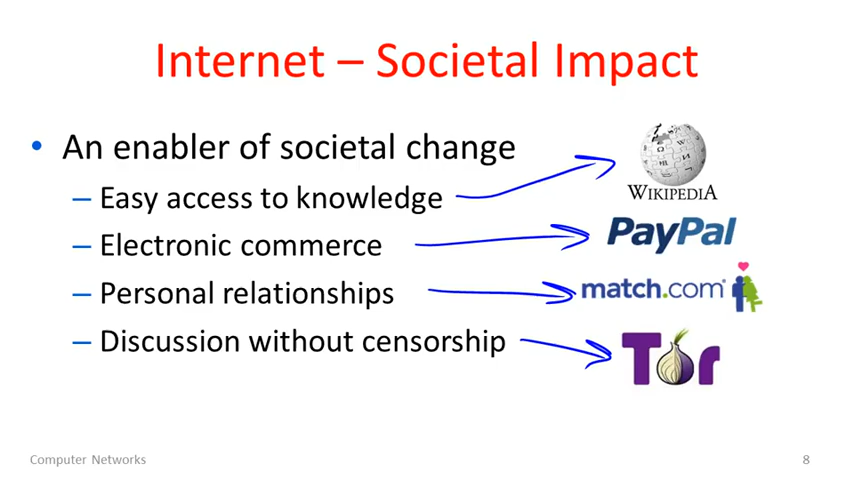 Internet – Societal Impact
• An enabler of societal change
– Easy access to knowledge
– Electronic commerce
– Personal relationships
– Discussion without censorship
WIKIPEDIA
PayPal
match.com
Tor
Computer Networks
8